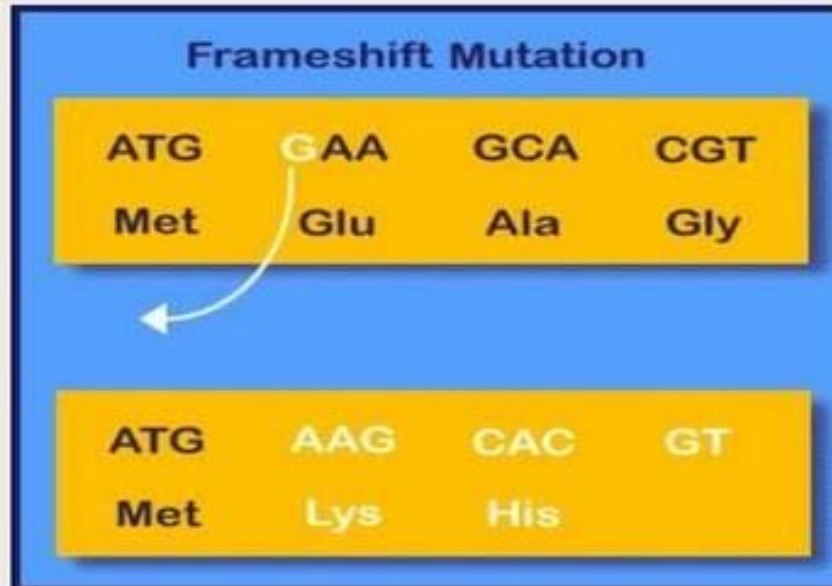 Frameshift Mutation
ATG GAA GCA CGT
Met Glu Ala Gly
ATG AAG CAC GT
Met Lys His